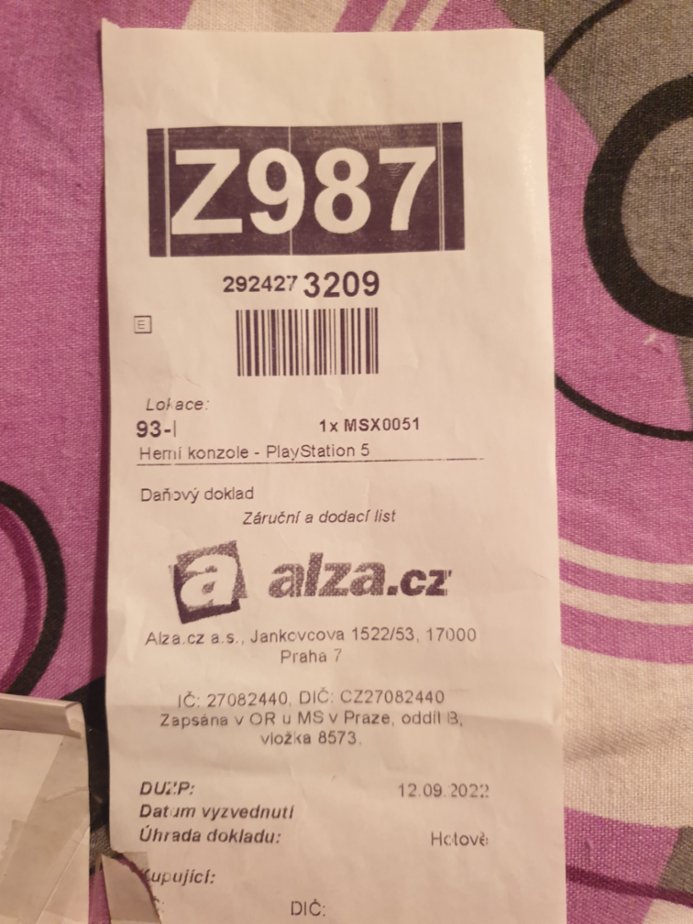 Z987
292427 3209
E
Lokace:
93-
1x MSX0051
Herní konzole - PlayStation 5
Daňový doklad
Záruční a dodací list
a alza.cz
Alza.cz a.s., Jankovcova 1522/53, 17000
Praha 7
IČ: 27082440, DIČ: CZ27082440
Zapsána v OR u MS v Praze, oddíl B,
vložka 8573.
DUZP: 12.09.2022
Datum vyzvednutí
Úhrada dokladu: Hotově
Kupující:
DIČ: